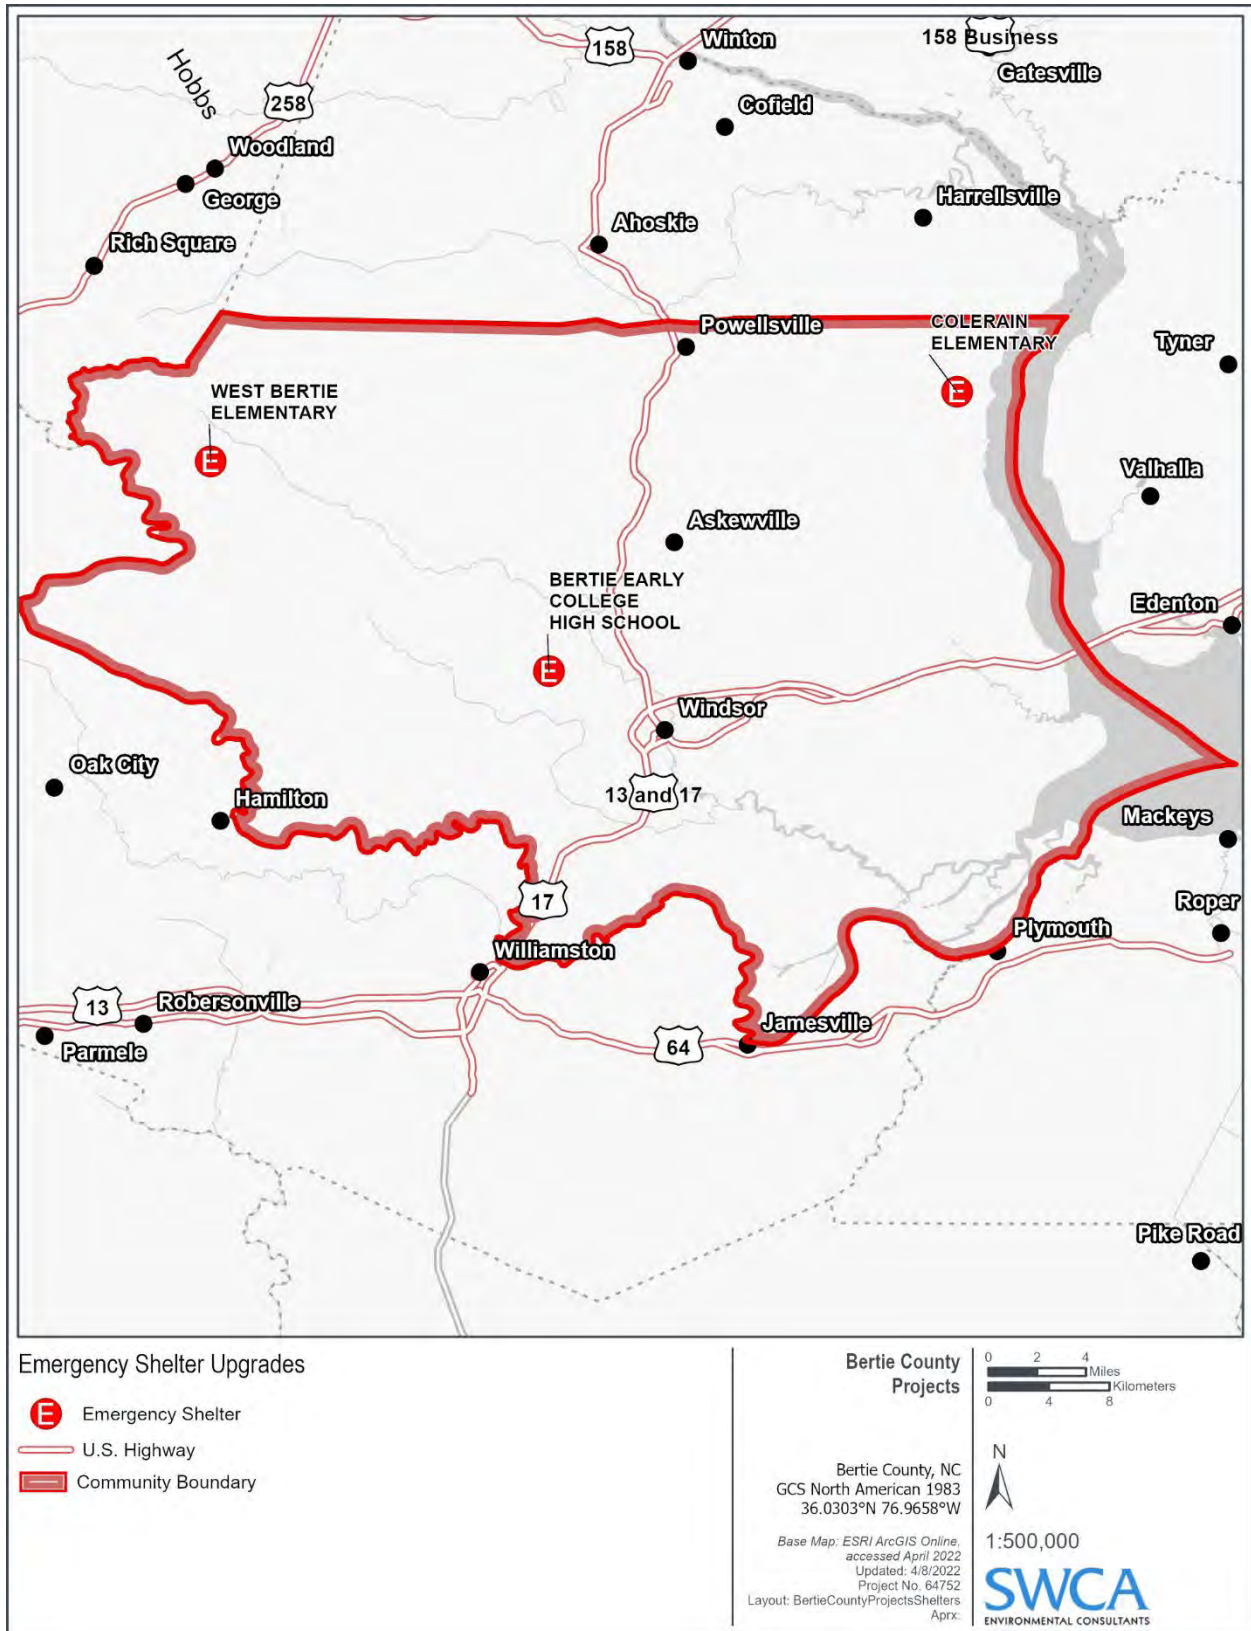 158
Winton
158 Business
Gatesville
Hobbs
258
Cofield
Woodland
George
Harrellsville
Ahoskie
Rich Square
Powellsville
COLERAIN
ELEMENTARY
E
Tyner
WEST BERTIE
ELEMENTARY
E
Valhalla
Askewville
BERTIE EARLY
COLLEGE
HIGH SCHOOL
E
Edenton
Windsor
Oak City
Hamilton
13 and 17
Mackeys
17
Roper
Plymouth
Williamston
13
Robersonville
Parmele
Jamesville
64
Pike Road
Emergency Shelter Upgrades
E Emergency Shelter
U.S. Highway
Community Boundary
Bertie County
Projects
Bertie County, NC
GCS North American 1983
36.0303°N 76.9658°W
Base Map: ESRI ArcGIS Online,
accessed April 2022
Updated: 4/8/2022
Project No. 64752
Layout: BertieCountyProjectsShelters
Aprx:
0 2 4
Miles
Kilometers
0 4 8
N
1:500,000
SWCA
ENVIRONMENTAL CONSULTANTS